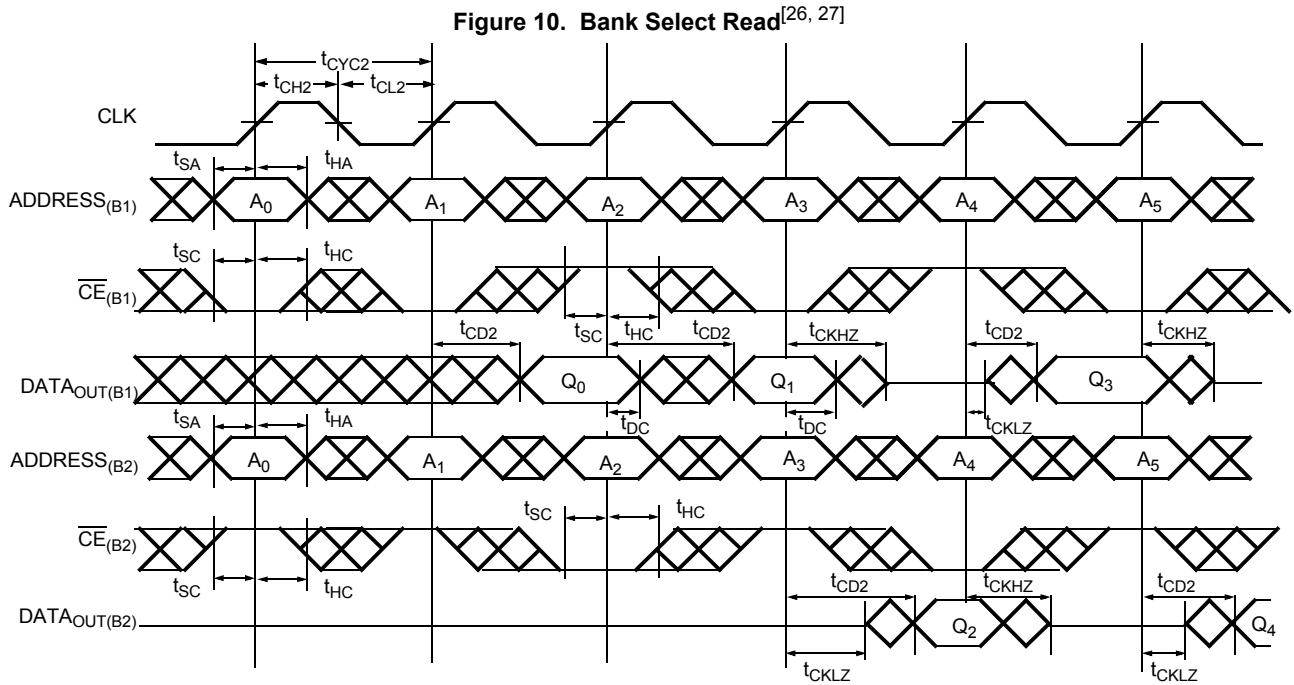 Figure 10. Bank Select Read[26, 27]
tCYC2
tCH2 tCL2
CLK
tSA tHA
ADDRESS(B1) A0 A1 A2 A3 A4 A5
tSC tHC
CE(B1)
tCD2 tSC tHC tCD2 tCKHZ tCD2 tCKHZ
DATAOUT(B1) Q0 Q1 Q3
tSA tHA tDC tDC tCKLZ
ADDRESS(B2) A0 A1 A2 A3 A4 A5
tSC tHC
CE(B2)
tSC tHC tCD2 tCKHZ tCD2
DATAOUT(B2) Q2 Q4
tCKLZ tCKLZ